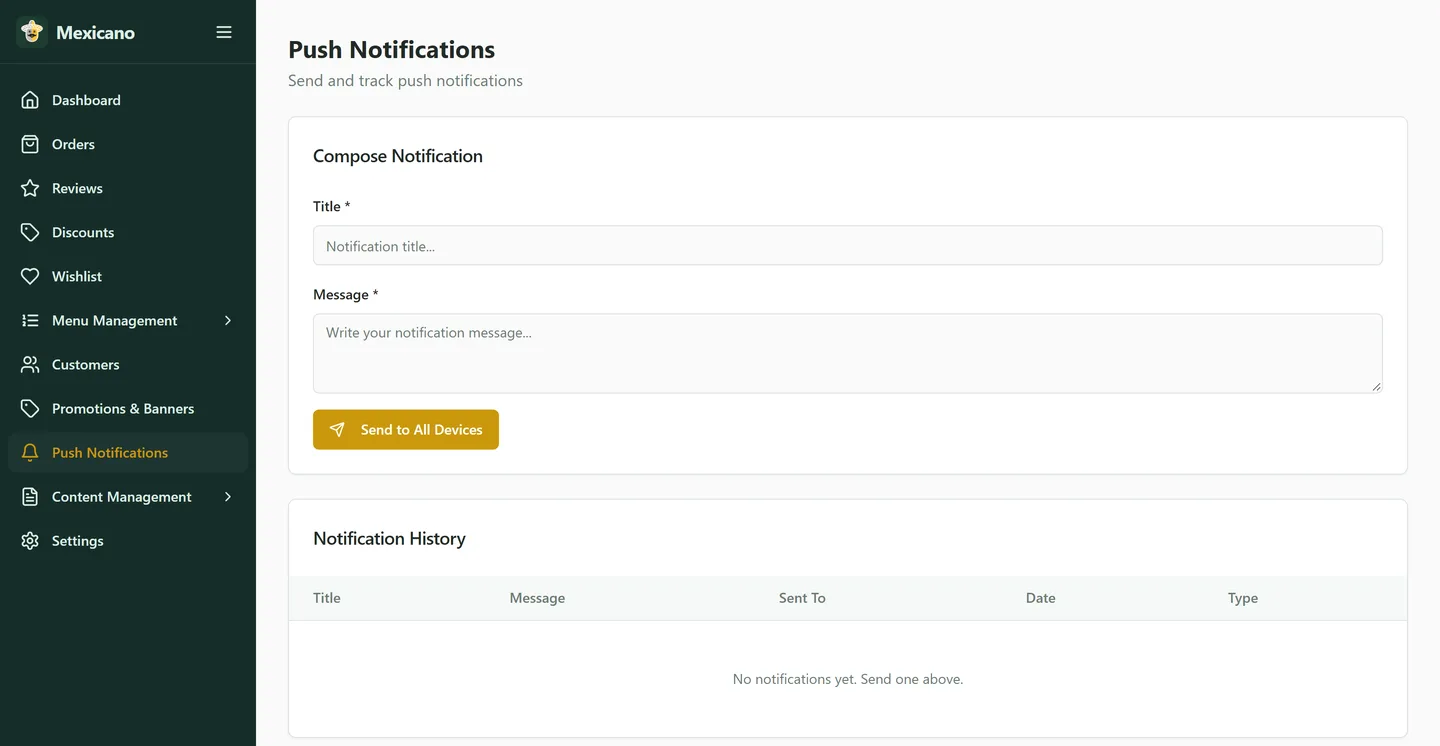 Mexicano
Dashboard
Orders
Reviews
Discounts
Wishlist
Menu Management
Customers
Promotions & Banners
Push Notifications
Content Management
Settings
Push Notifications
Send and track push notifications
Compose Notification
Title *
Notification title...
Message *
Write your notification message...
Send to All Devices
Notification History
Title Message Sent To Date Type
No notifications yet. Send one above.